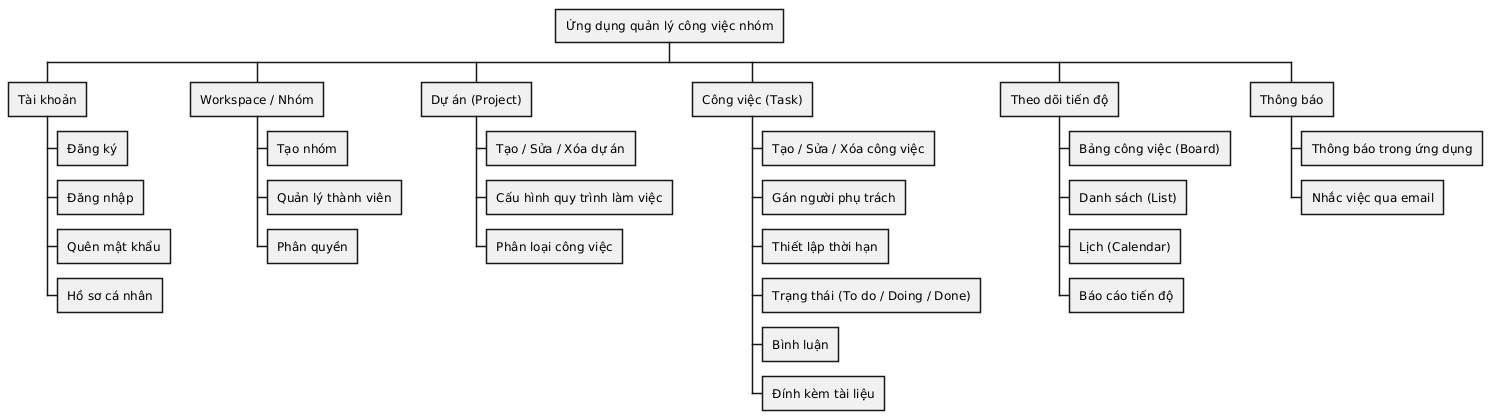 Ứng dụng quản lý công việc nhóm
Tài khoản
Đăng ký
Đăng nhập
Quên mật khẩu
Hồ sơ cá nhân
Workspace / Nhóm
Tạo nhóm
Quản lý thành viên
Phân quyền
Dự án (Project)
Tạo / Sửa / Xóa dự án
Cấu hình quy trình làm việc
Phân loại công việc
Công việc (Task)
Tạo / Sửa / Xóa công việc
Gán người phụ trách
Thiết lập thời hạn
Trạng thái (To do / Doing / Done)
Bình luận
Đính kèm tài liệu
Theo dõi tiến độ
Bảng công việc (Board)
Danh sách (List)
Lịch (Calendar)
Báo cáo tiến độ
Thông báo
Thông báo trong ứng dụng
Nhắc việc qua email